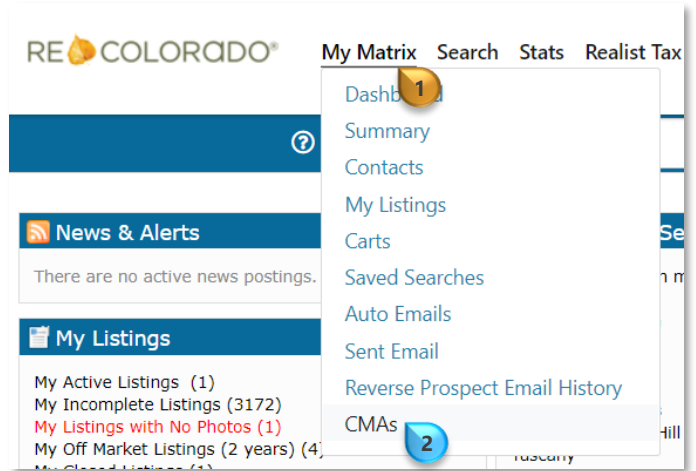 RE COLORADO®
My Matrix Search Stats Realist Tax
1
Summary
Contacts
My Listings
Carts
Saved Searches
Auto Emails
Sent Email
Reverse Prospect Email History
CMAs
2
News & Alerts
There are no active news postings.
My Listings
My Active Listings (1)
My Incomplete Listings (3172)
My Listings with No Photos (1)
My Off Market Listings (2 years) (4)
Se
Hill
Tuscany